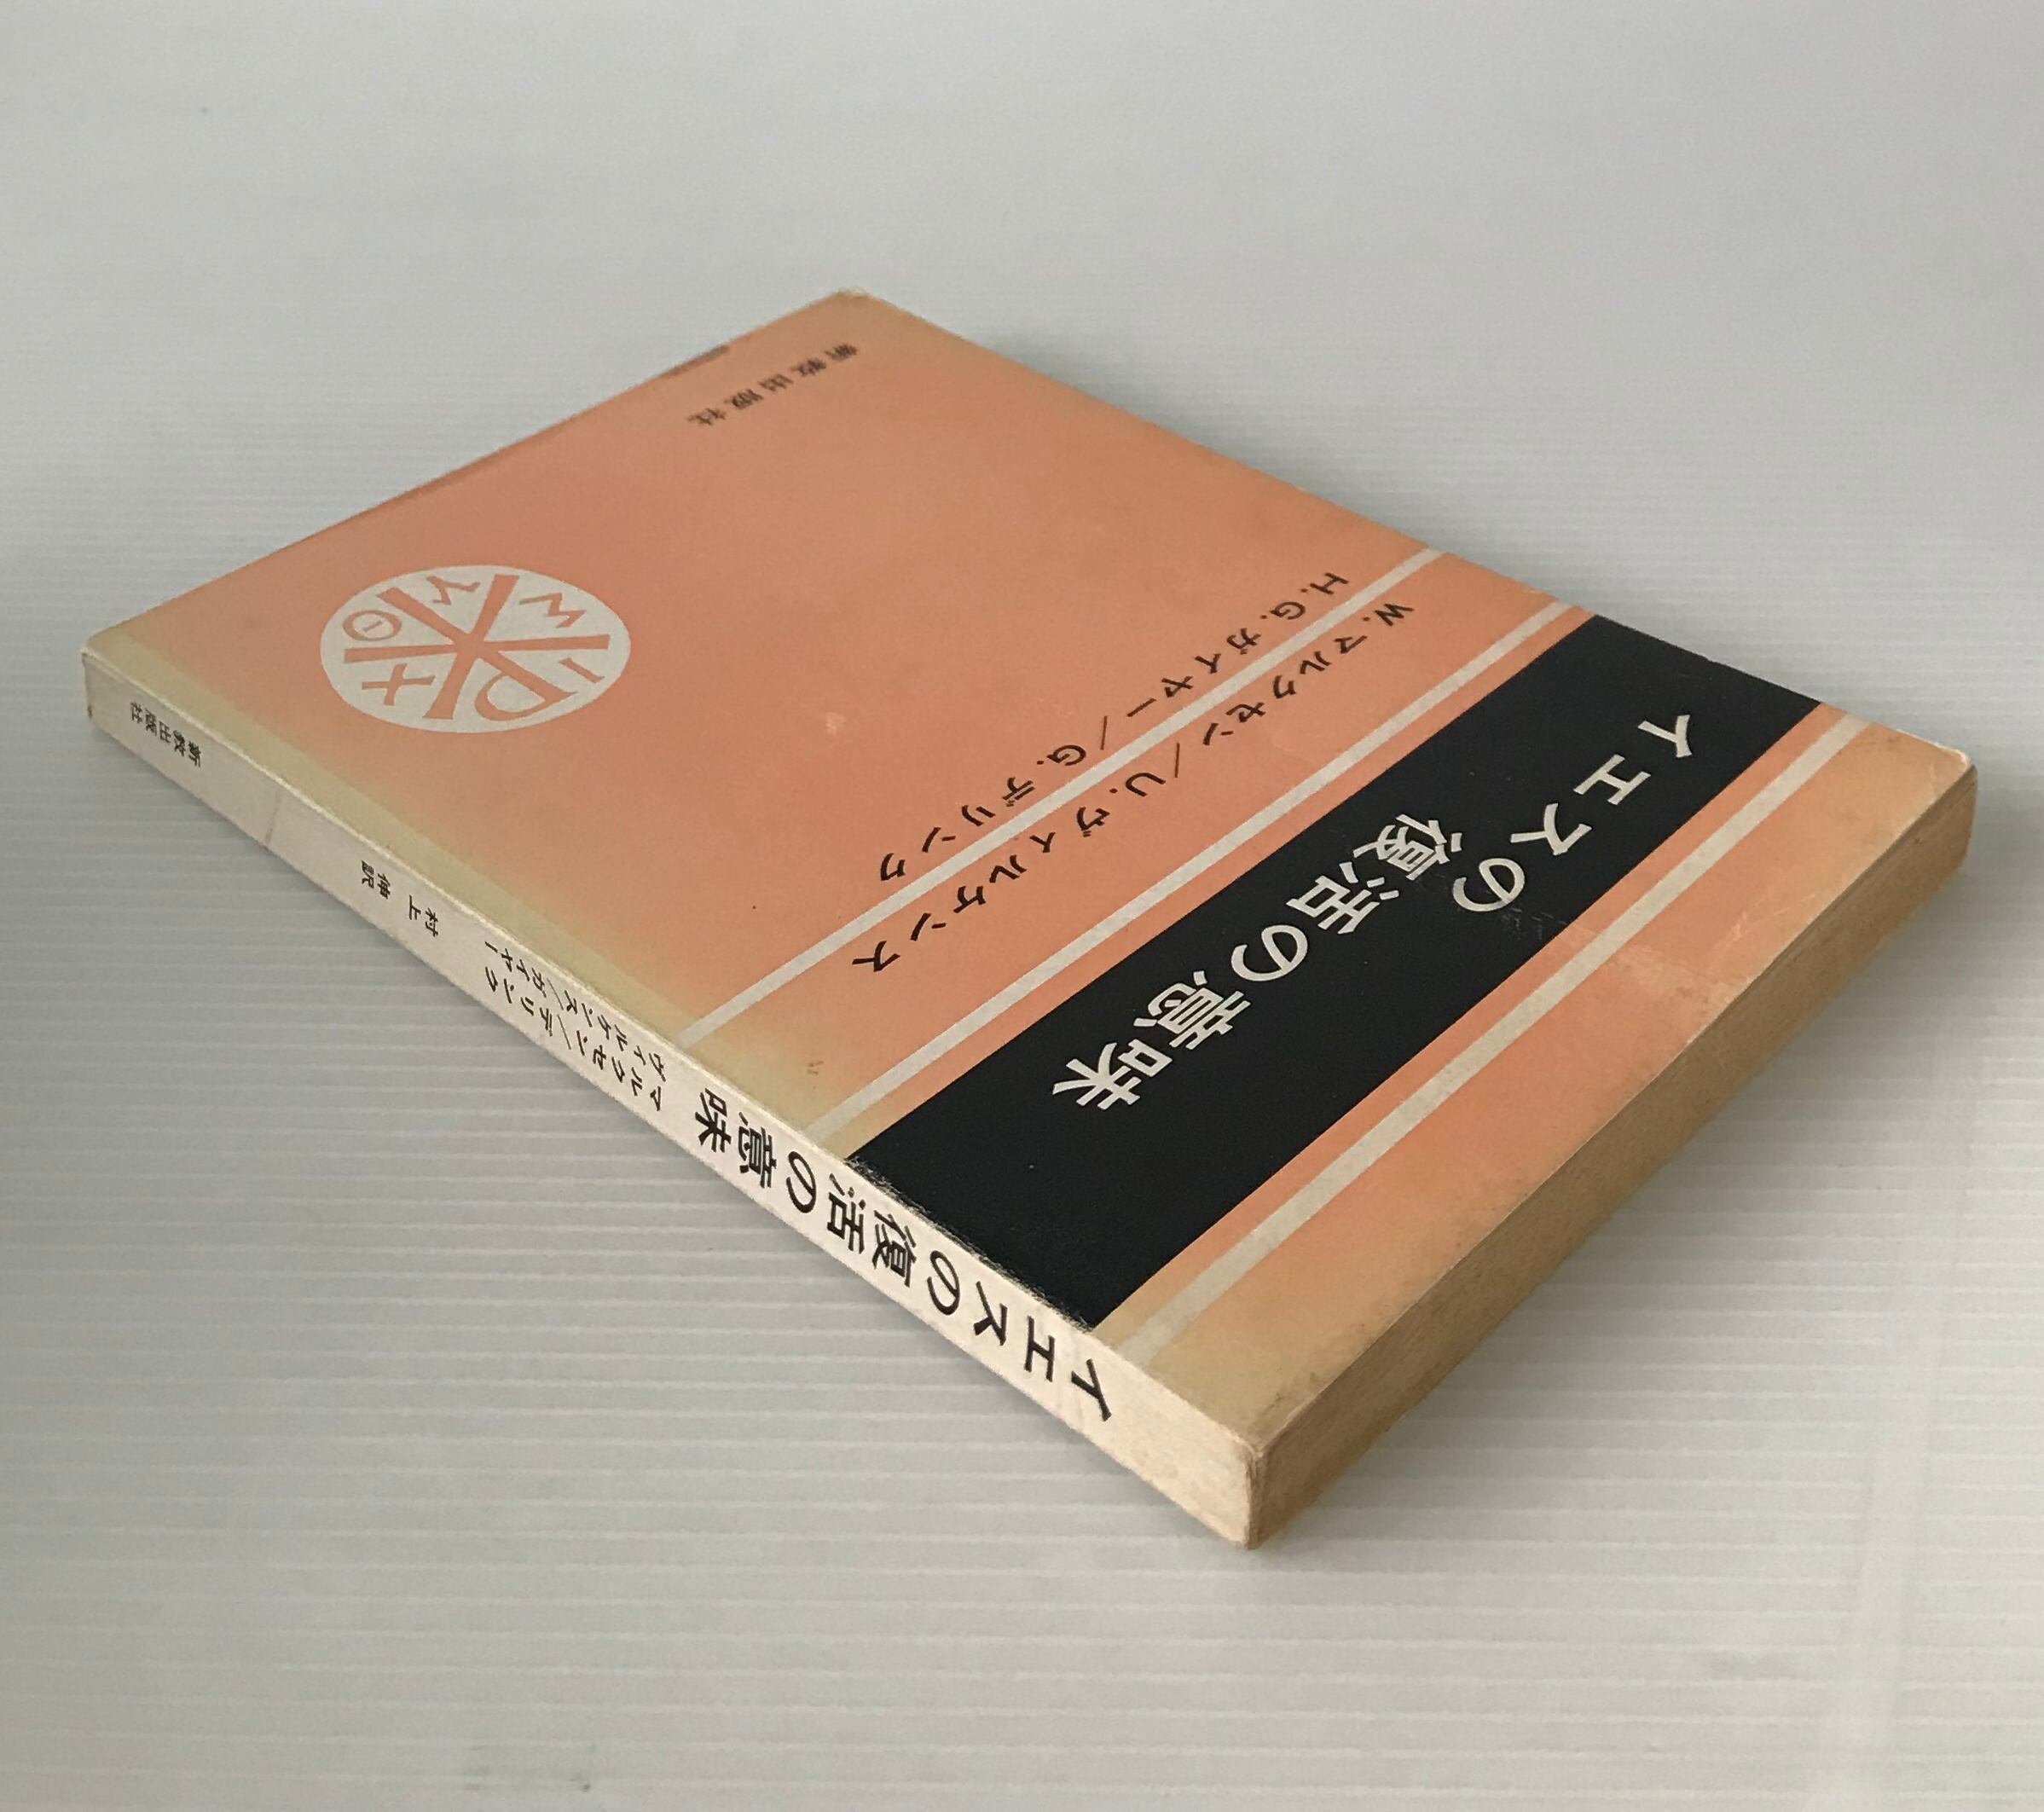 イエスの
復活の意味
W.マルクセン／U.ヴィルケンス
H.G.ガイヤー／G.デリング
新教出版社
イエスの復活の意味
マルクセン／デリング
ヴィルケンス／ガイヤー
村上 伸訳
新教出版社